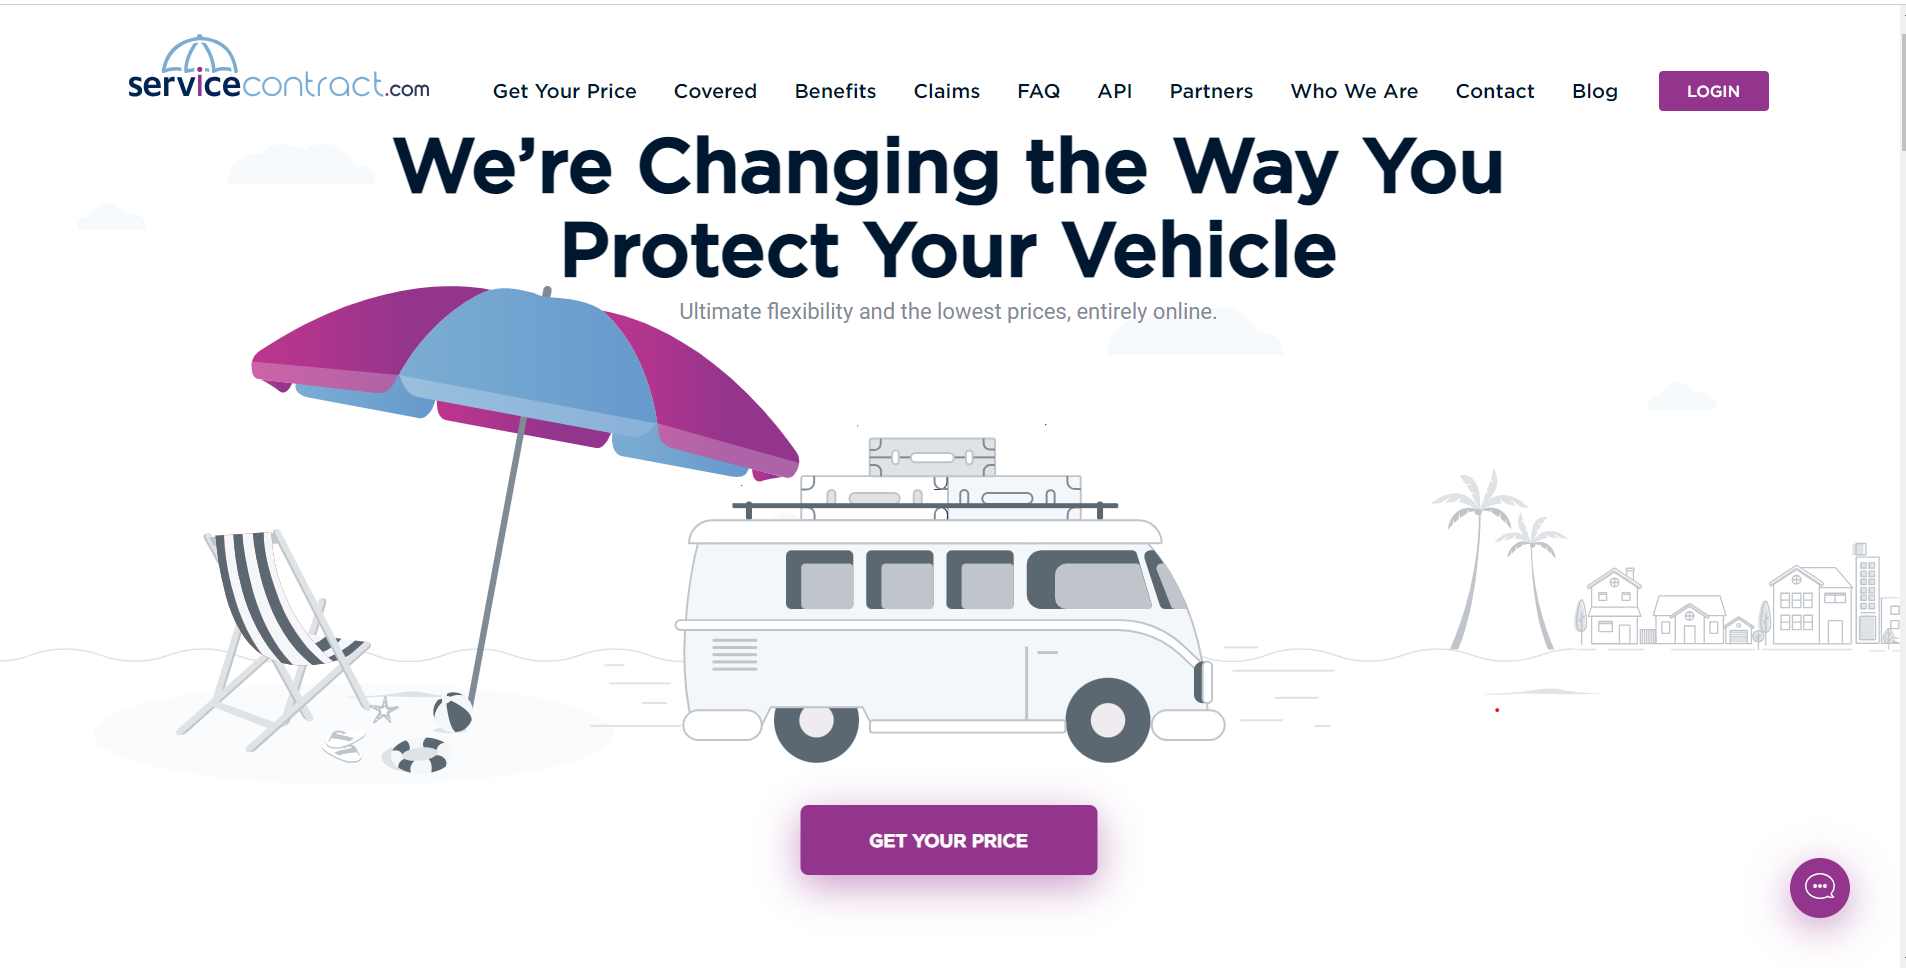 servicecontract.com
Get Your Price Covered Benefits Claims FAQ API Partners Who We Are Contact Blog LOGIN
We’re Changing the Way You
Protect Your Vehicle
Ultimate flexibility and the lowest prices, entirely online.
GET YOUR PRICE